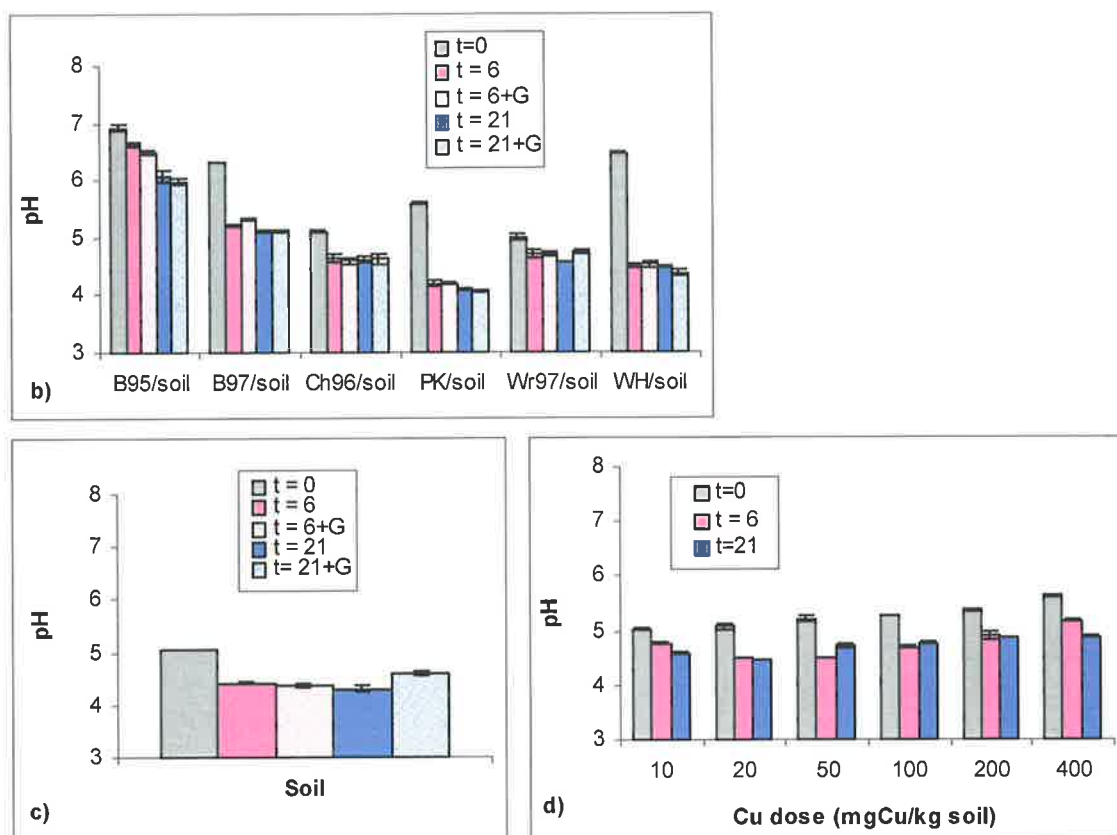 t=0
t = 6
t = 6+G
t = 21
t = 21+G
8
7
6
5
4
3
pH
B95/soil B97/soil Ch96/soil PK/soil Wr97/soil WH/soil
b)
t = 0
t = 6
t = 6+G
t = 21
t= 21+G
8
7
6
5
4
3
pH
Soil
c)
t=0
t = 6
t=21
8
7
6
5
4
3
pH
10 20 50 100 200 400
Cu dose (mgCu/kg soil)
d)